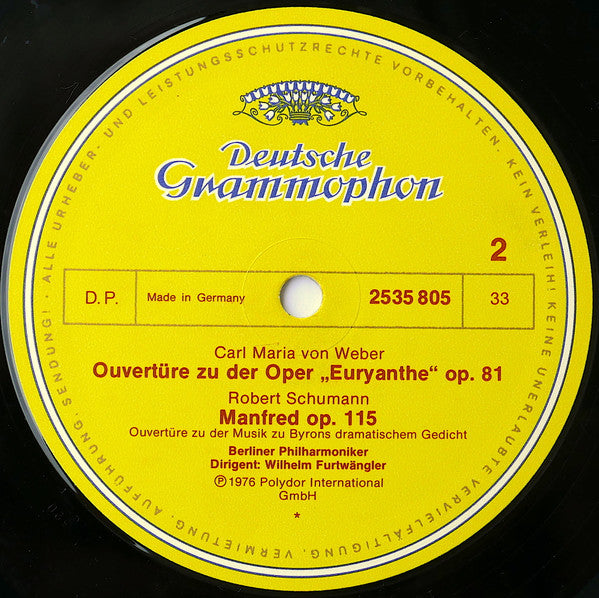 Deutsche
Grammophon
2
D.P.
Made in Germany
2535 805
33
Carl Maria von Weber
Ouvertüre zu der Oper „Euryanthe“ op. 81
Robert Schumann
Manfred op. 115
Ouvertüre zu der Musik zu Byrons dramatischem Gedicht
Berliner Philharmoniker
Dirigent: Wilhelm Furtwängler
Ⓟ 1976 Polydor International
GmbH
*
· ALLE URHEBER- UND LEISTUNGSSCHUTZRECHTE VORBEHALTEN. KEIN VERLEIH! KEINE UNERLAUBTE VERVIELFÄLTIGUNG, VERMIETUNG, AUFFÜHRUNG, SENDUNG!